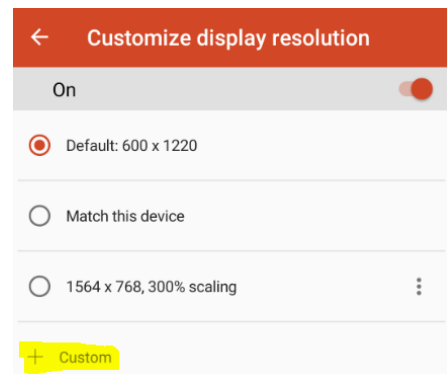 Customize display resolution
On
Default: 600 x 1220
Match this device
1564 x 768, 300% scaling
+ Custom